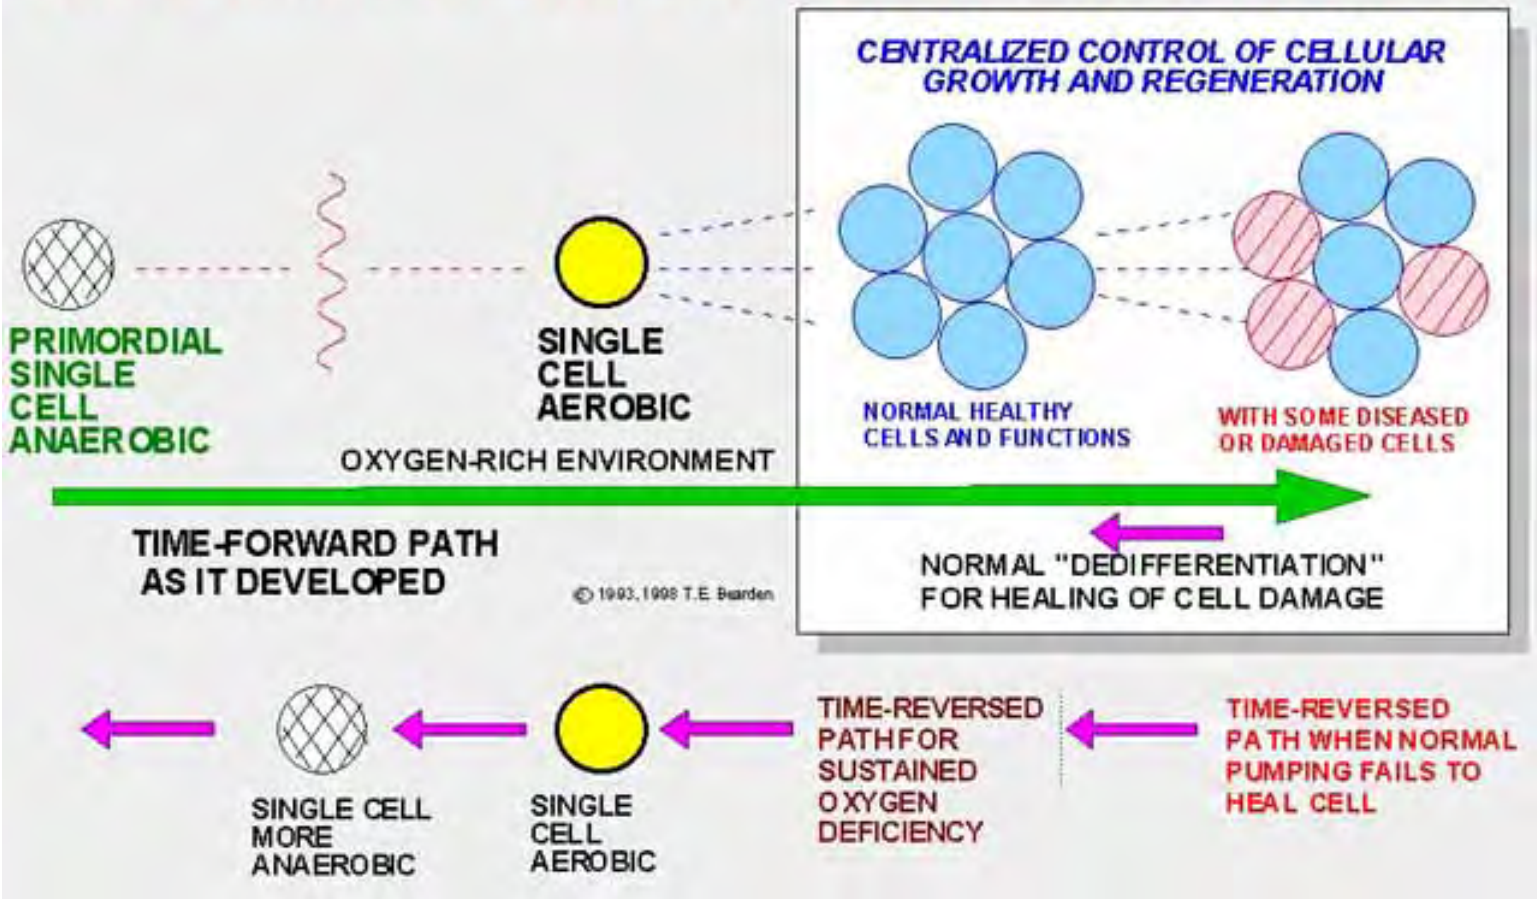 CENTRALIZED CONTROL OF CELLULAR
GROWTH AND REGENERATION
PRIMORDIAL
SINGLE
CELL
ANAEROBIC
SINGLE
CELL
AEROBIC
NORMAL HEALTHY
CELLS AND FUNCTIONS
WITH SOME DISEASED
OR DAMAGED CELLS
OXYGEN-RICH ENVIRONMENT
TIME-FORWARD PATH
AS IT DEVELOPED
© 1993, 1998 T.E. Bearden
NORMAL "DEDIFFERENTIATION"
FOR HEALING OF CELL DAMAGE
SINGLE CELL
MORE
ANAEROBIC
SINGLE
CELL
AEROBIC
TIME-REVERSED
PATH FOR
SUSTAINED
OXYGEN
DEFICIENCY
TIME-REVERSED
PATH WHEN NORMAL
PUMPING FAILS TO
HEAL CELL